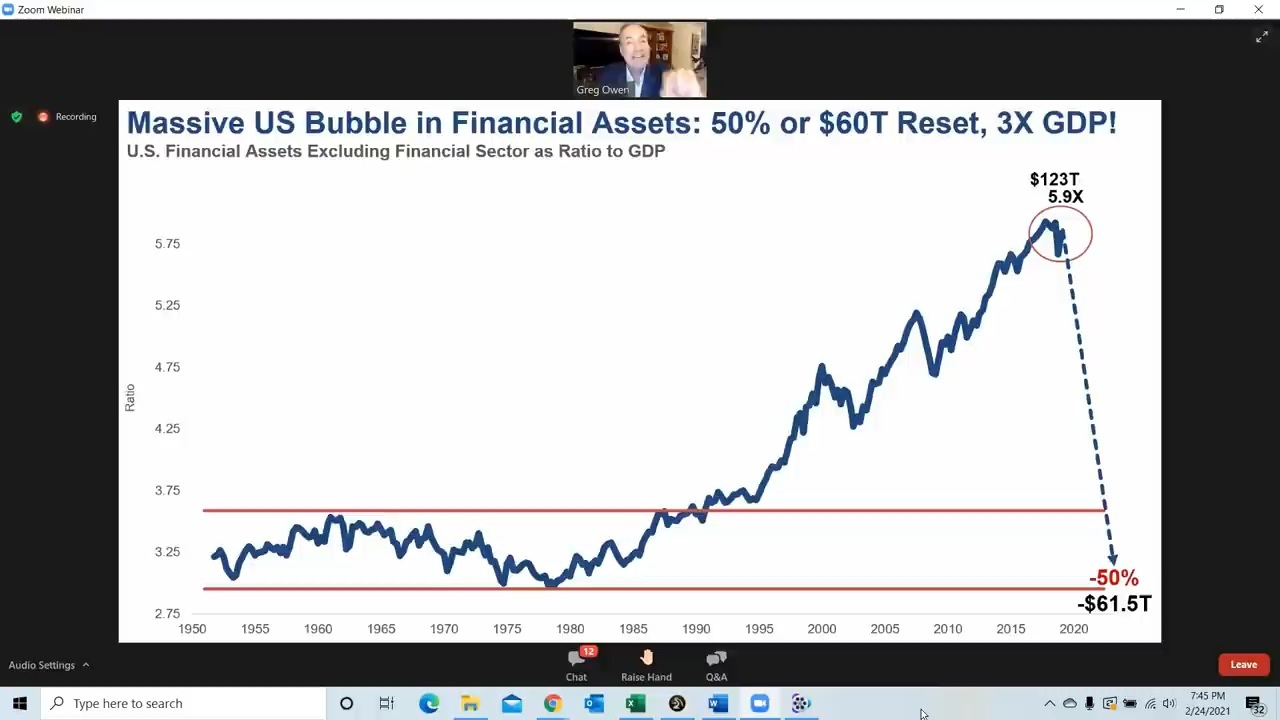 Zoom Webinar
Greg Owen
Recording
Massive US Bubble in Financial Assets: 50% or $60T Reset, 3X GDP!
U.S. Financial Assets Excluding Financial Sector as Ratio to GDP
$123T
5.9X
5.75
5.25
4.75
4.25
3.75
3.25
2.75
Ratio
-50%
-$61.5T
1950 1955 1960 1965 1970 1975 1980 1985 1990 1995 2000 2005 2010 2015 2020
Audio Settings
12
Chat
Raise Hand
Q&A
Leave
Type here to search
7:45 PM
2/24/2021
32